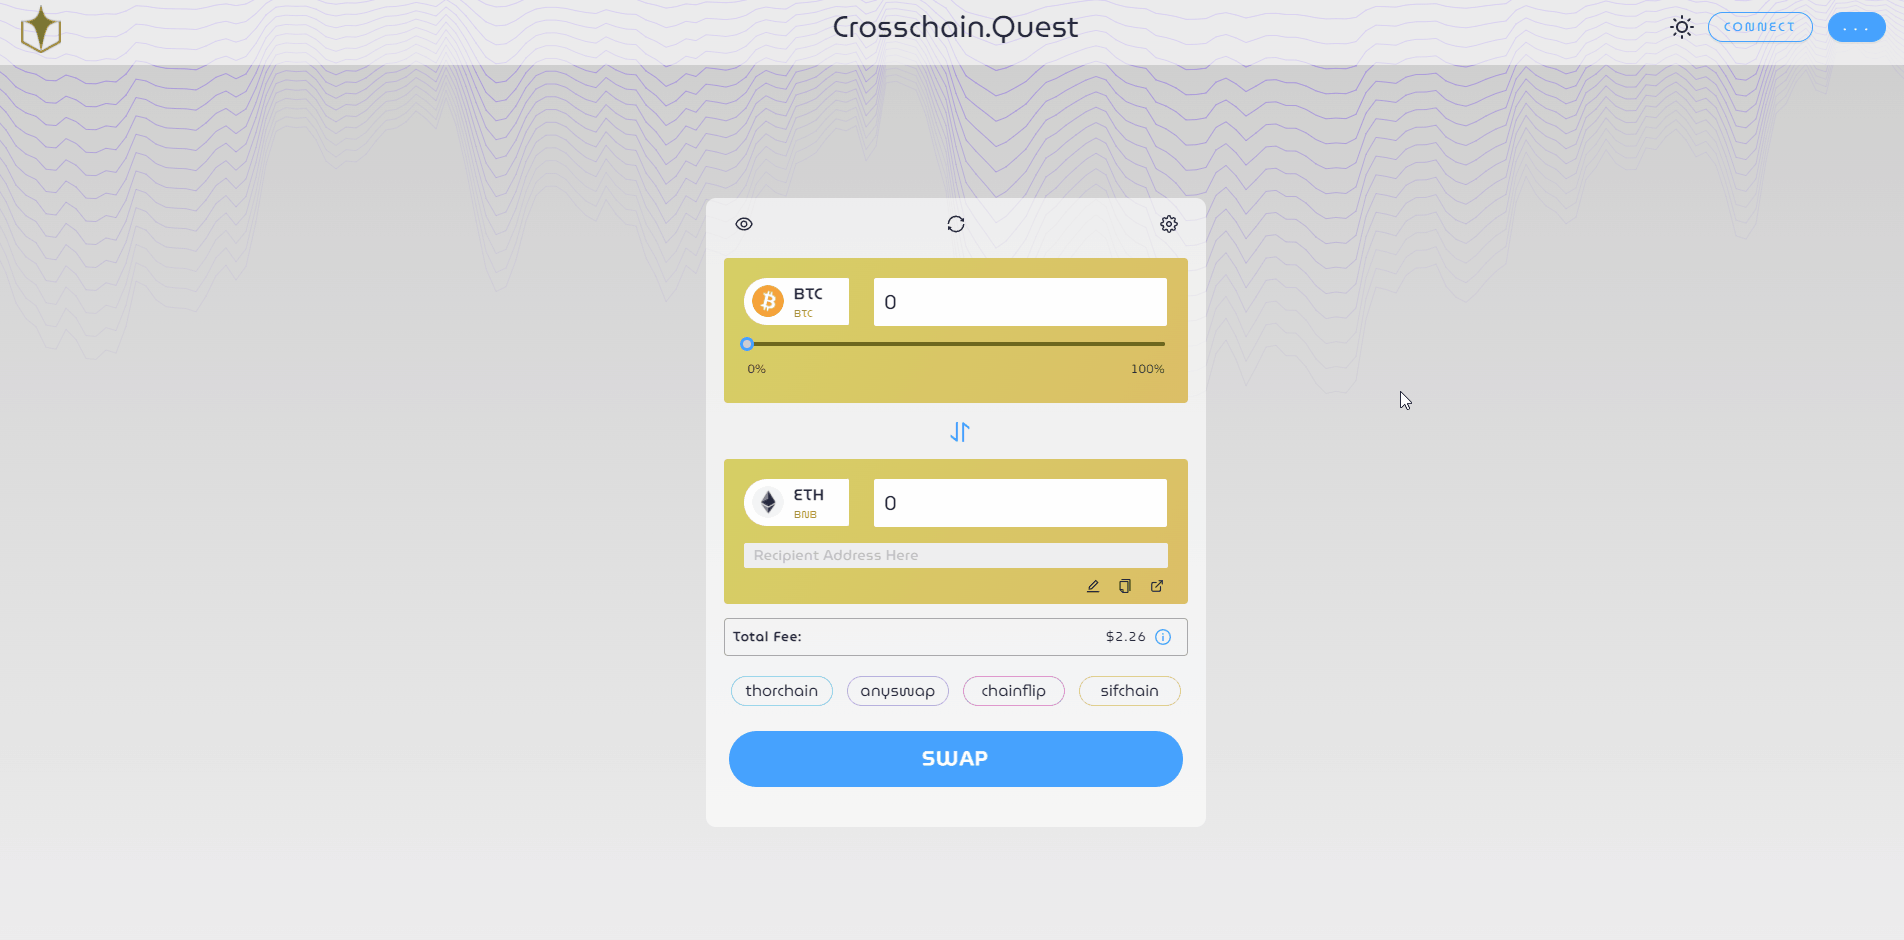 Crosschain.Quest
CONNECT
...
BTC
BTC
0
0%
100%
ETH
BNB
0
Recipient Address Here
Total Fee:
$2.26
thorchain
anyswap
chainflip
sifchain
SWAP